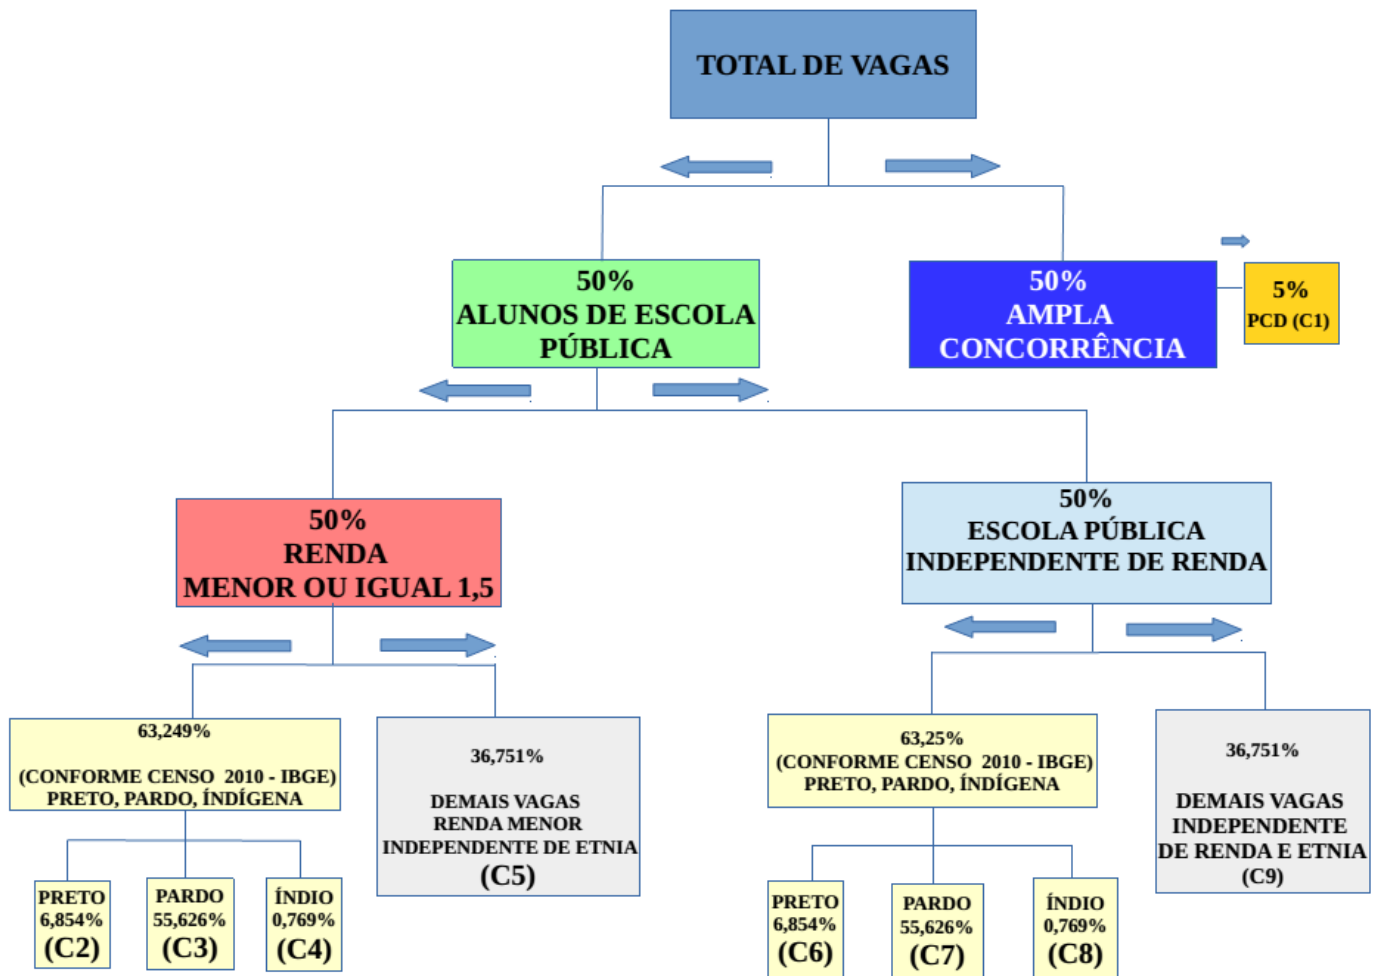 TOTAL DE VAGAS
50%
ALUNOS DE ESCOLA
PÚBLICA
50%
AMPLA
CONCORRÊNCIA
5%
PCD (C1)
50%
RENDA
MENOR OU IGUAL 1,5
50%
ESCOLA PÚBLICA
INDEPENDENTE DE RENDA
63,249%
(CONFORME CENSO 2010 - IBGE)
PRETO, PARDO, ÍNDÍGENA
36,751%
DEMAIS VAGAS
RENDA MENOR
INDEPENDENTE DE ETNIA
(C5)
63,25%
(CONFORME CENSO 2010 - IBGE)
PRETO, PARDO, ÍNDÍGENA
36,751%
DEMAIS VAGAS
INDEPENDENTE
DE RENDA E ETNIA
(C9)
PRETO
6,854%
(C2)
PARDO
55,626%
(C3)
ÍNDIO
0,769%
(C4)
PRETO
6,854%
(C6)
PARDO
55,626%
(C7)
ÍNDIO
0,769%
(C8)